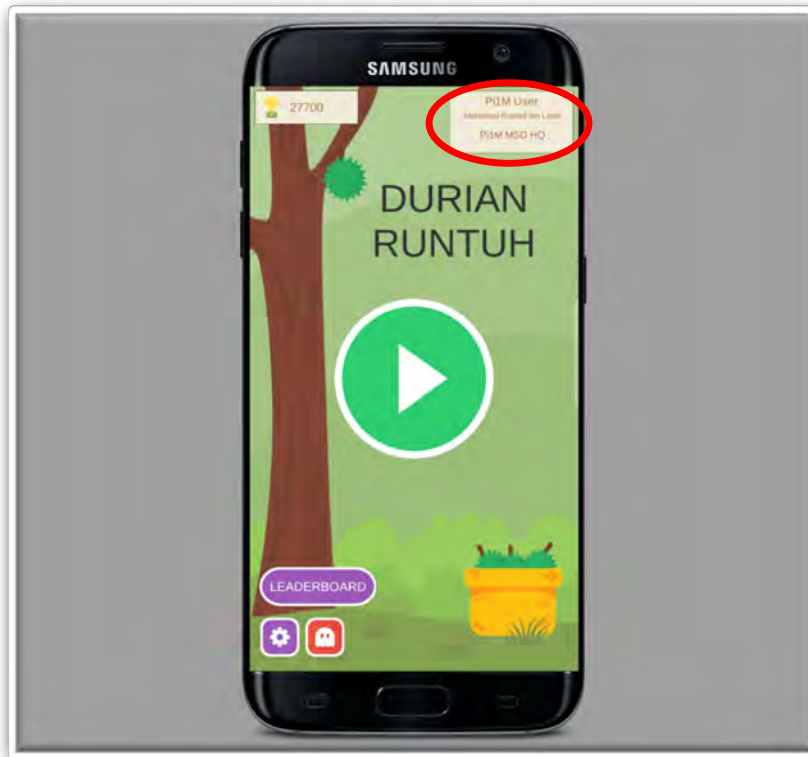 SAMSUNG
27700
Pi1M User
Pi1M MSD HQ
DURIAN
RUNTUH
LEADERBOARD